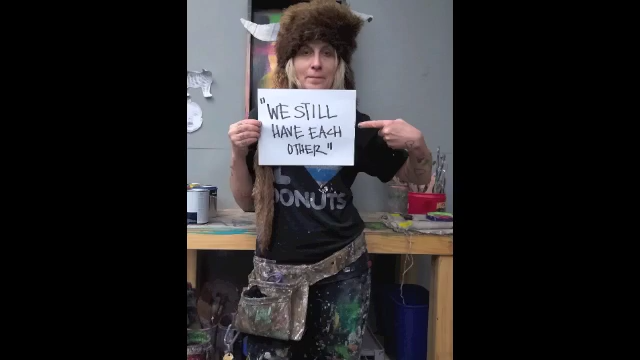 "WE STILL
HAVE EACH
OTHER"
I
DONUTS